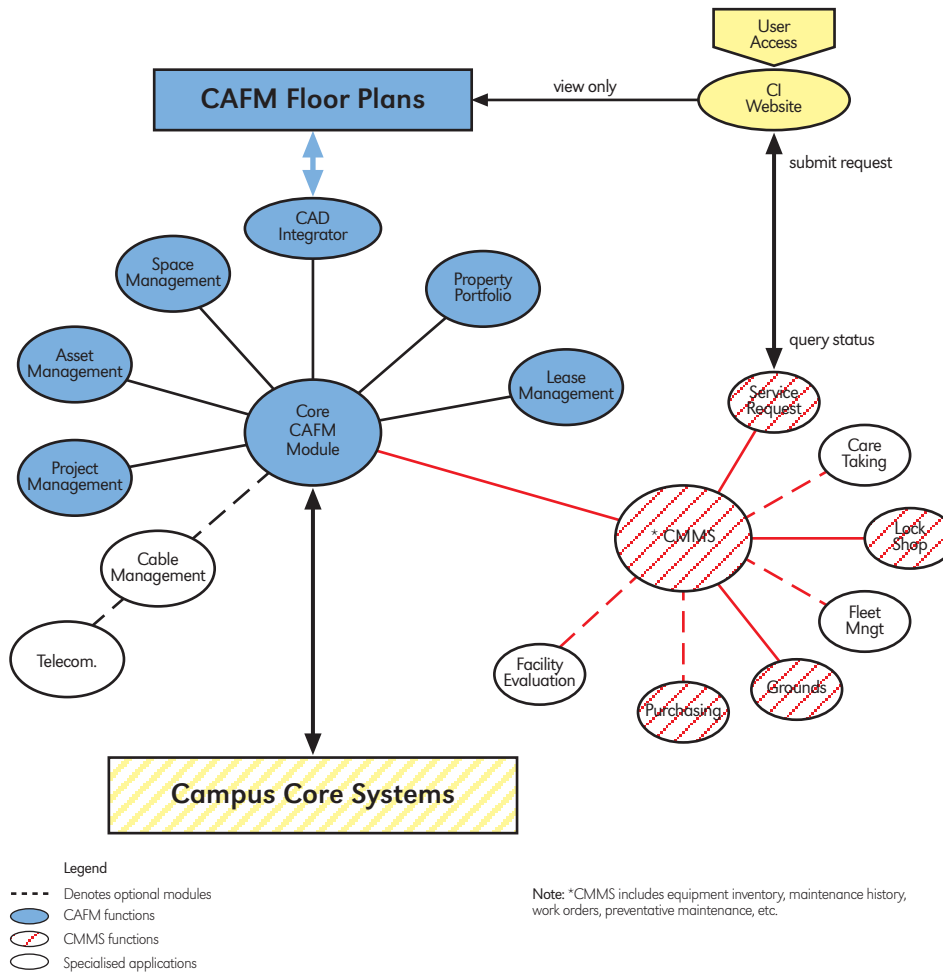 User
Access
CAFM Floor Plans
view only
CI
Website
submit request
CAD
Integrator
Space
Management
Property
Portfolio
query status
Asset
Management
Lease
Management
Service
Request
Core
CAFM
Module
Care
Taking
Project
Management
* CMMS
Lock
Shop
Cable
Management
Fleet
Mngt
Telecom.
Facility
Evaluation
Grounds
Purchasing
Campus Core Systems
Legend
Denotes optional modules
CAFM functions
CMMS functions
Specialised applications
Note: *CMMS includes equipment inventory, maintenance history,
work orders, preventative maintenance, etc.